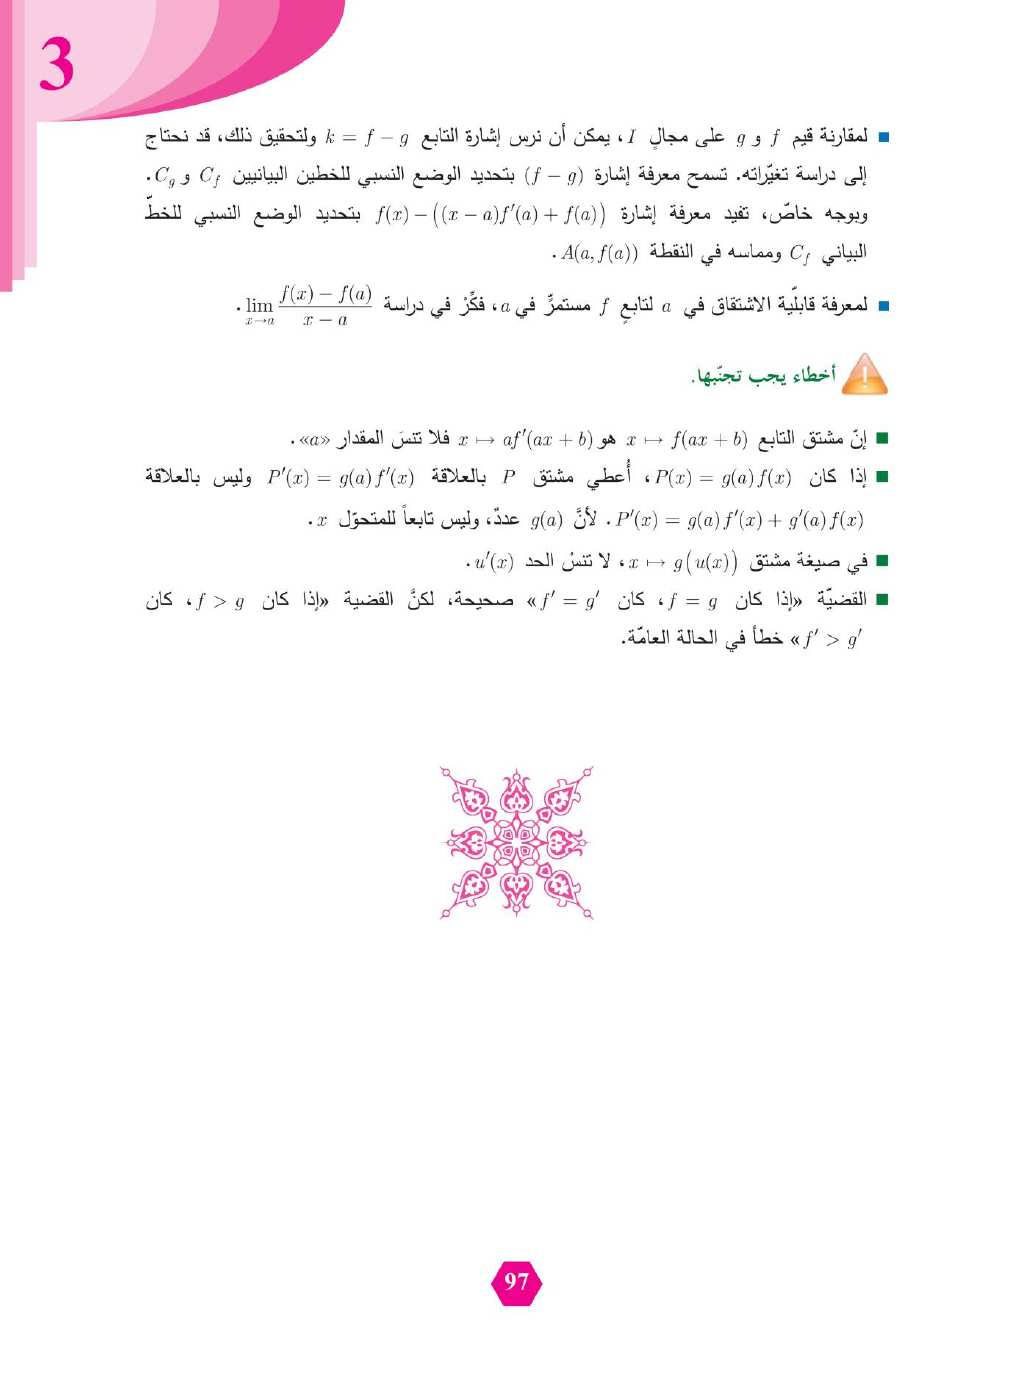 3
لمقارنة قيم f و g على مجالٍ I ، يمكن أن نرس إشارة التابع k = f − g ولتحقيق ذلك، قد نحتاج
إلى دراسة تغيّراته. تسمح معرفة إشارة (f − g) بتحديد الوضع النسبي للخطين البيانيين C_f و C_g.
وبوجه خاصّ، تفيد معرفة إشارة f(x) − ((x − a)f′(a) + f(a)) بتحديد الوضع النسبي للخطّ
البياني C_f ومماسه في النقطة A(a, f(a)).
لمعرفة قابليّة الاشتقاق في a لتابعٍ f مستمرٍّ في a، فكِّرْ في دراسة lim_{x→a} (f(x) − f(a))/(x − a).
أخطاء يجب تجنّبها.
إنّ مشتق التابع x ↦ f(ax + b) هو x ↦ af′(ax + b) فلا تنسَ المقدار «a».
إذا كان P(x) = g(a)f(x) ، أُعطي مشتق P بالعلاقة P′(x) = g(a)f′(x) وليس بالعلاقة
P′(x) = g(a)f′(x) + g′(a)f(x). لأنَّ g(a) عددٌ، وليس تابعاً للمتحوّل x.
في صيغة مشتق x ↦ g(u(x)) ، لا تنسْ الحد u′(x).
القضيّة «إذا كان f = g ، كان f′ = g′» صحيحة، لكنَّ القضية «إذا كان f > g ، كان
f′ > g′» خطأ في الحالة العامّة.
97